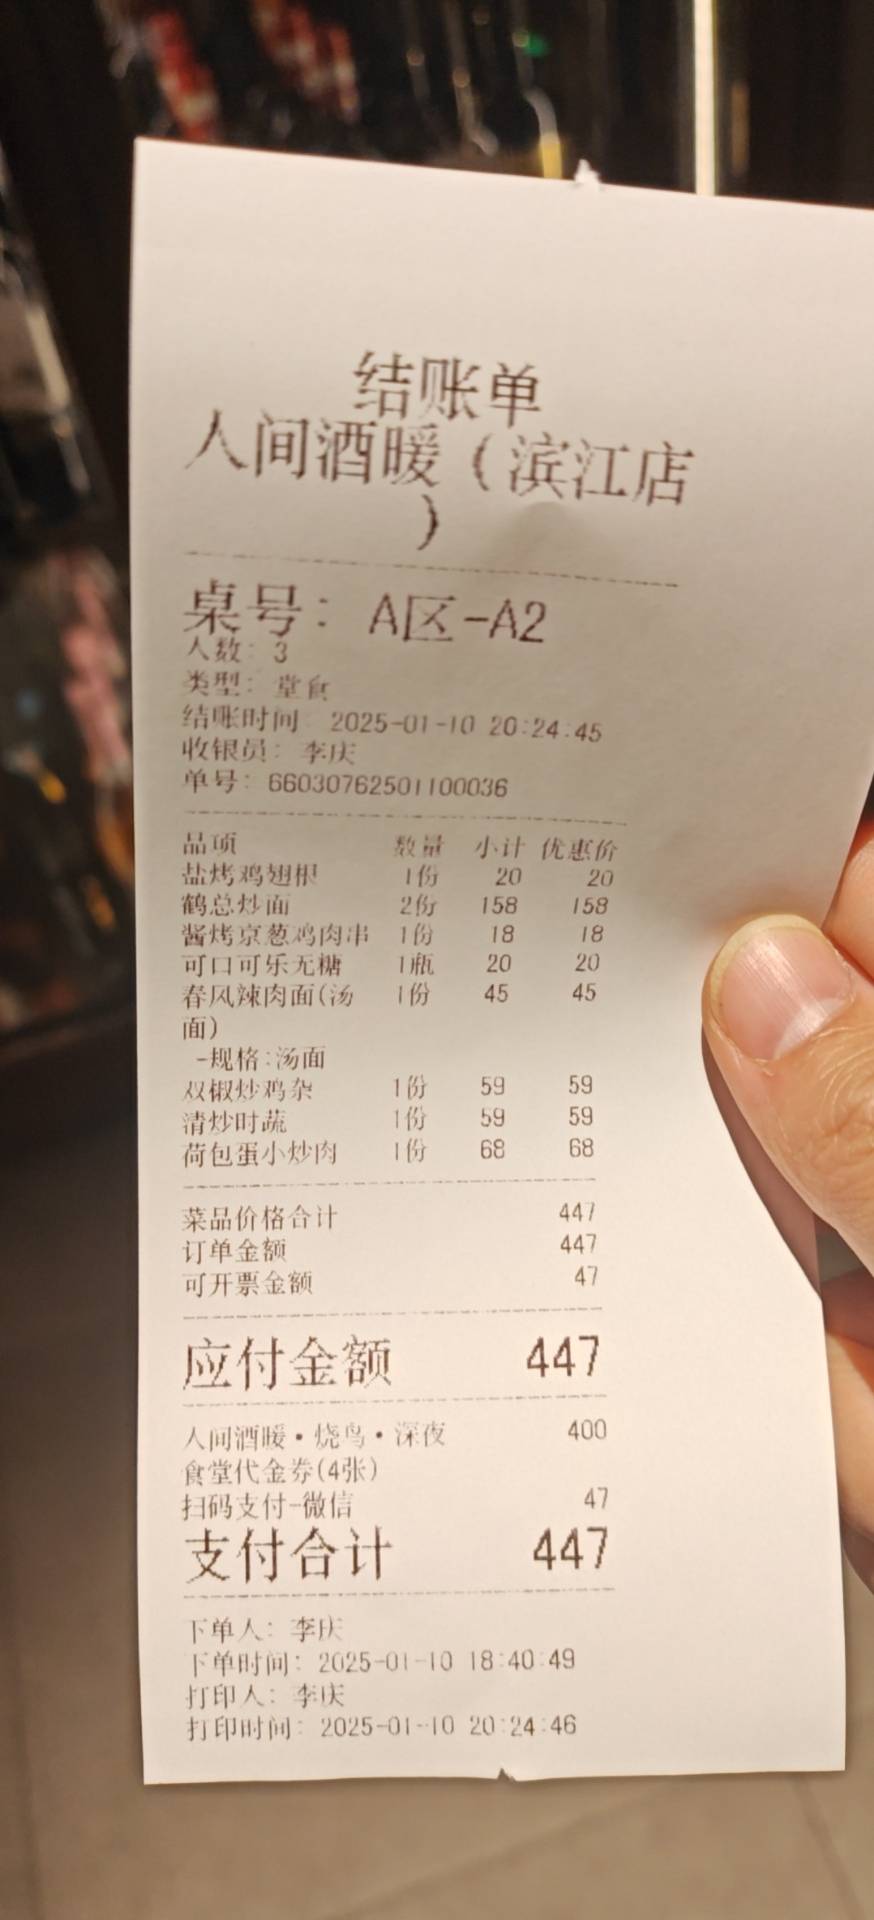 结账单
人间酒暖（滨江店
）
桌号：A区-A2
人数：3
类型：堂食
结账时间：2025-01-10 20:24:45
收银员：李庆
单号：66030762501100036
品项 数量 小计 优惠价
盐烤鸡翅根 1份 20 20
鹤总炒面 2份 158 158
酱烤京葱鸡肉串 1份 18 18
可口可乐无糖 1瓶 20 20
春风辣肉面(汤 1份 45 45
面)
-规格:汤面
双椒炒鸡杂 1份 59 59
清炒时蔬 1份 59 59
荷包蛋小炒肉 1份 68 68
菜品价格合计 447
订单金额 447
可开票金额 47
应付金额 447
人间酒暖·烧鸟·深夜 400
食堂代金券(4张)
扫码支付-微信 47
支付合计 447
下单人：李庆
下单时间：2025-01-10 18:40:49
打印人：李庆
打印时间：2025-01-10 20:24:46